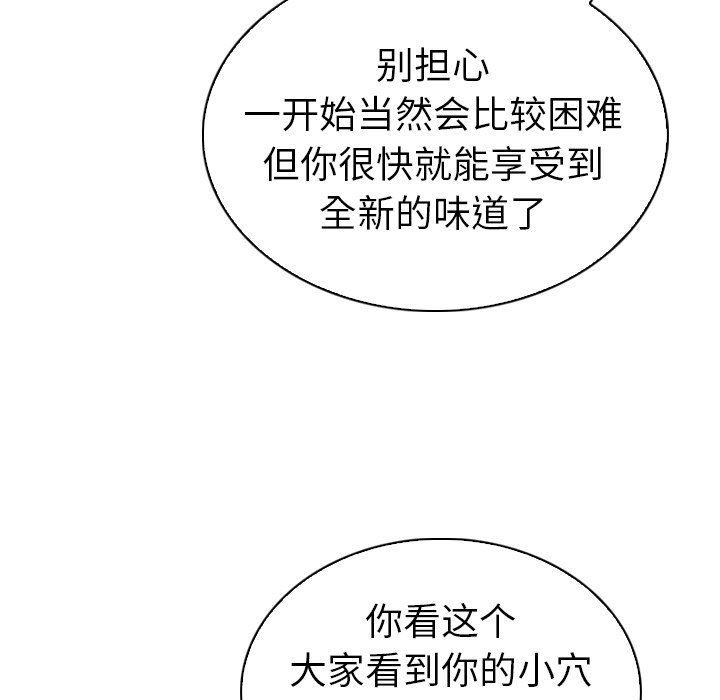 别担心
一开始当然会比较困难
但你很快就能享受到
全新的味道了
你看这个
大家看到你的小穴